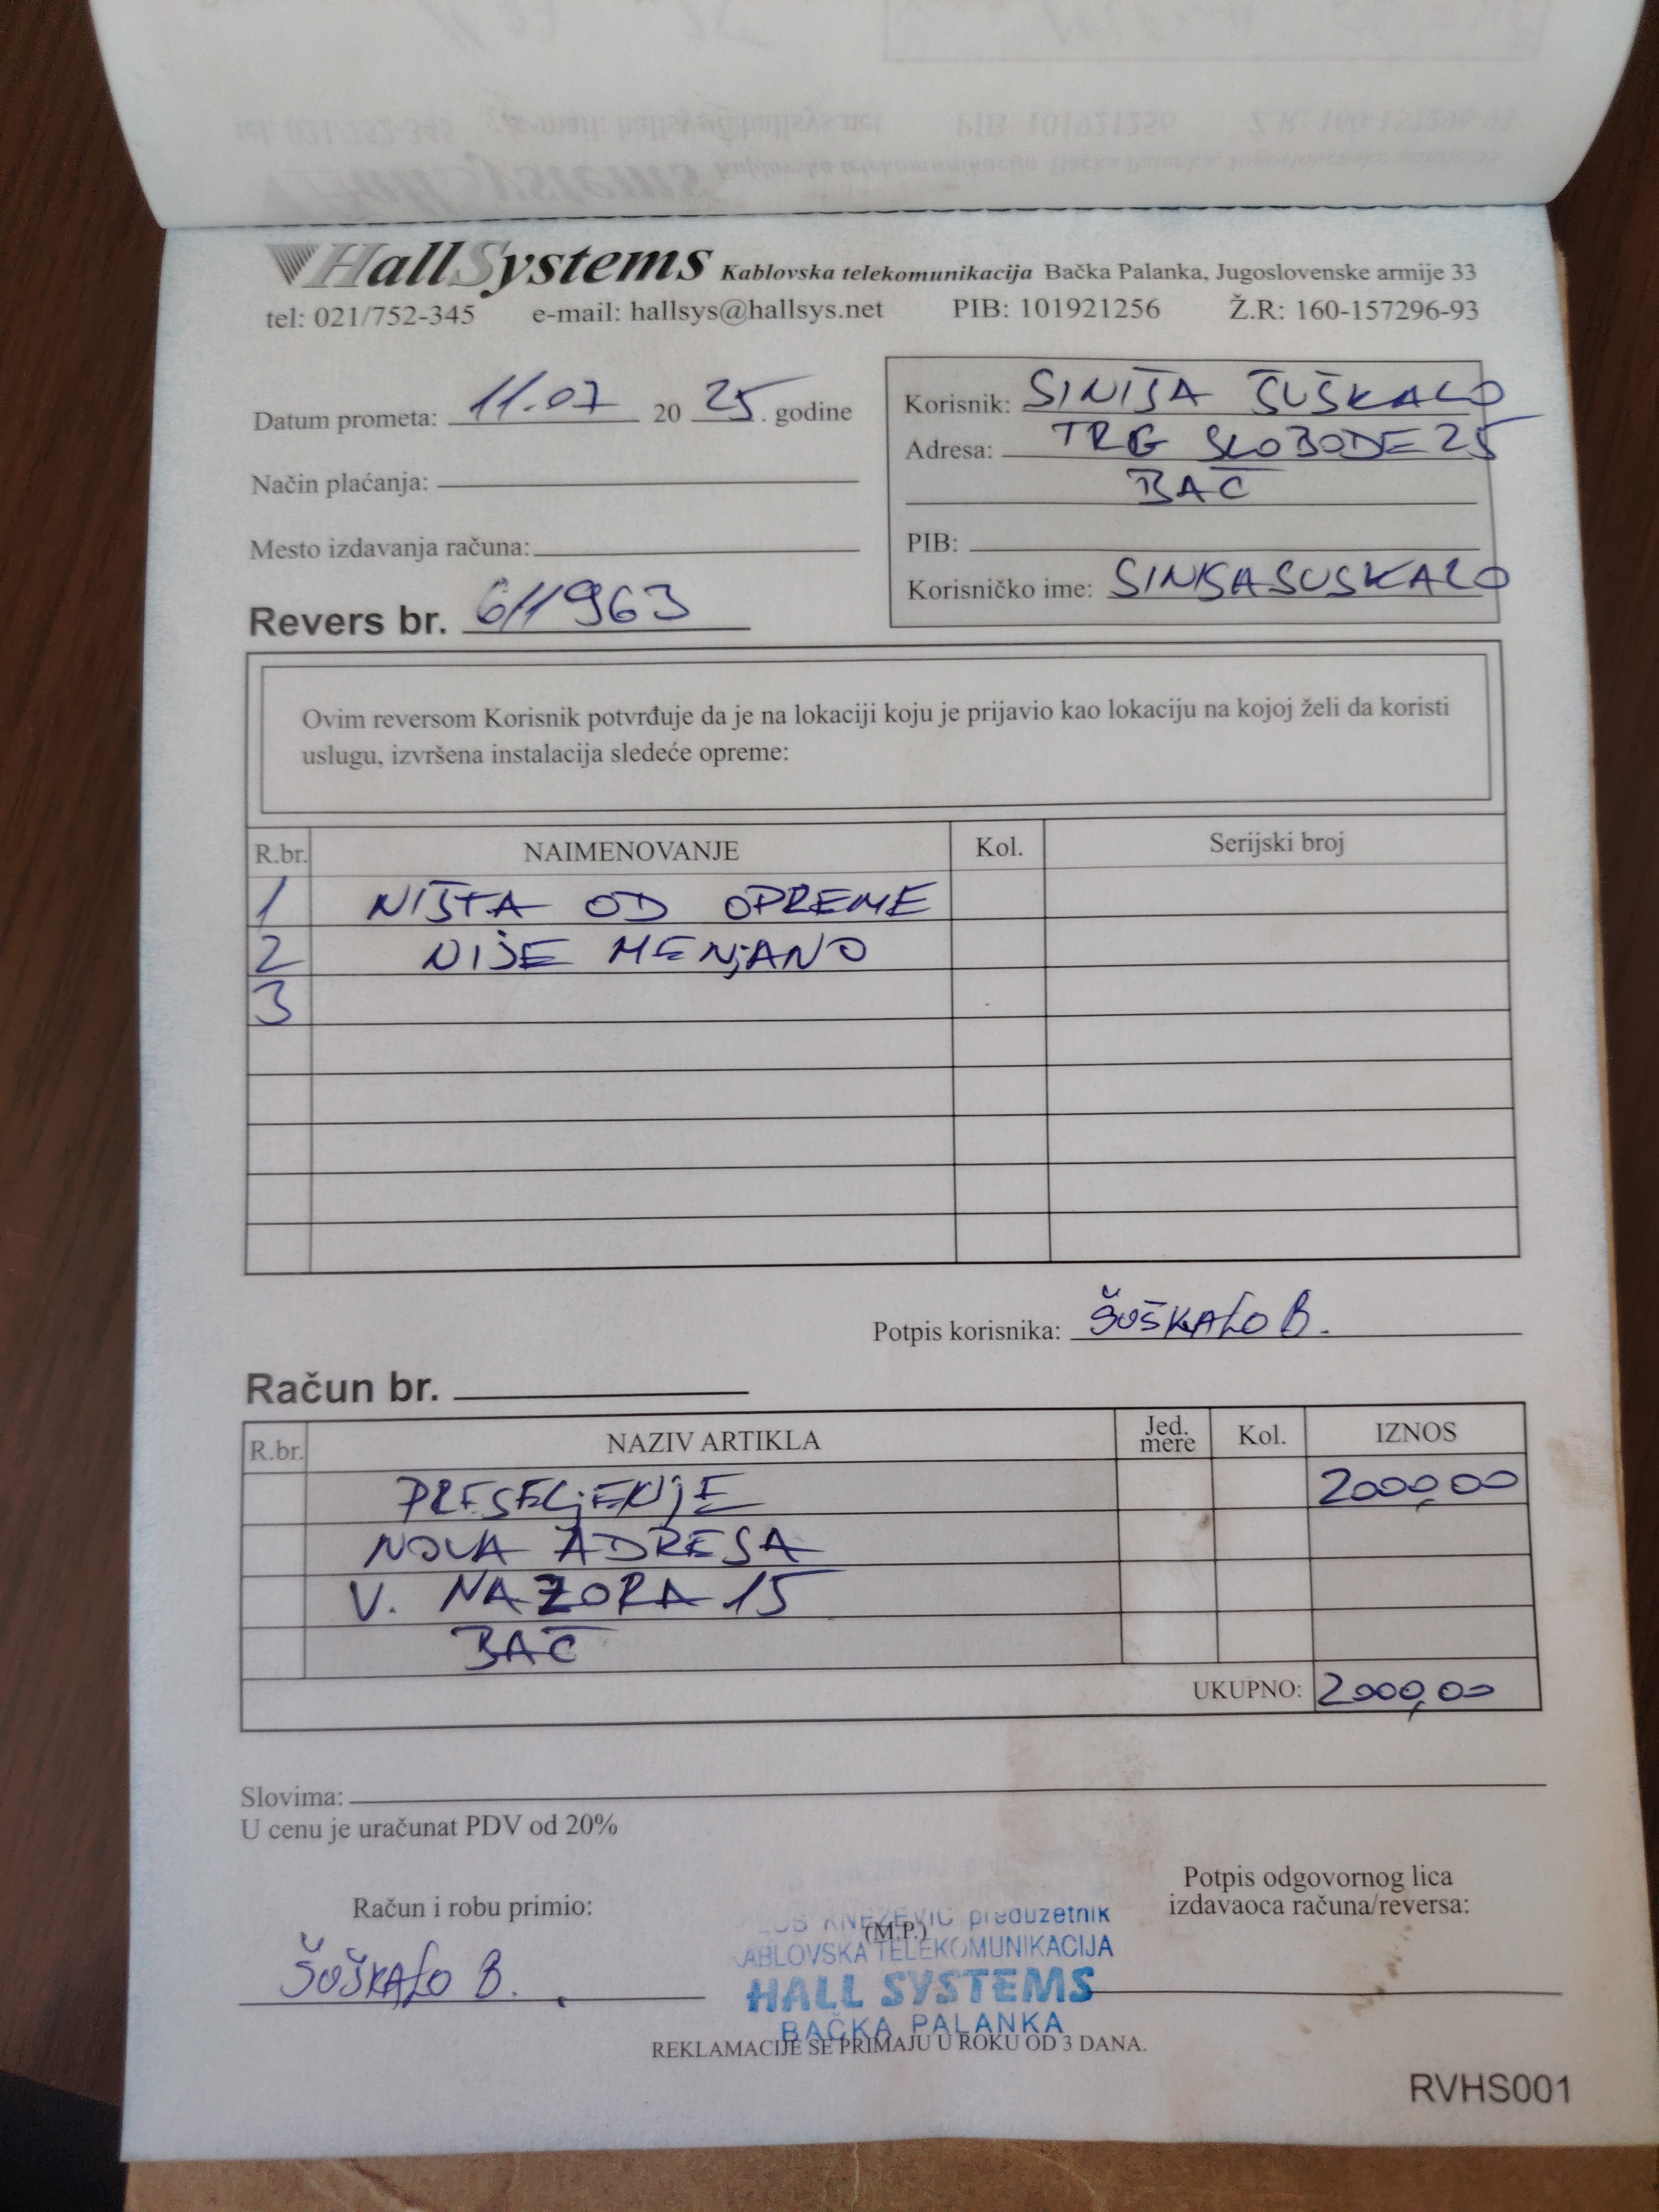 HallSystems Kablovska telekomunikacija Bačka Palanka, Jugoslovenske armije 33
tel: 021/752-345 e-mail: hallsys@hallsys.net PIB: 101921256 Ž.R: 160-157296-93
Datum prometa: 11.07 2025. godine
Način plaćanja:
Mesto izdavanja računa:
Revers br. 6/1963
Korisnik: SINIŠA ŠUŠKALO
Adresa: TRG SLOBODE 25
BAČ
PIB:
Korisničko ime: SINISASUSKALO
Ovim reversom Korisnik potvrđuje da je na lokaciji koju je prijavio kao lokaciju na kojoj želi da koristi
uslugu, izvršena instalacija sledeće opreme:
R.br. NAIMENOVANJE Kol. Serijski broj
1 NIŠTA OD OPREME
2 NIJE MENjANO
3
Potpis korisnika: ŠUŠKALO B.
Račun br.
R.br. NAZIV ARTIKLA Jed. mere Kol. IZNOS
PRESELjENjE 2000,00
NOVA ADRESA
V. NAZORA 15
BAČ
UKUPNO: 2000,00
Slovima:
U cenu je uračunat PDV od 20%
Račun i robu primio:
ŠUŠKALO B.
(M.P.)
KNEŽEVIĆ preduzetnik
KABLOVSKA TELEKOMUNIKACIJA
HALL SYSTEMS
BAČKA PALANKA
Potpis odgovornog lica
izdavaoca računa/reversa:
REKLAMACIJE SE PRIMAJU U ROKU OD 3 DANA.
RVHS001